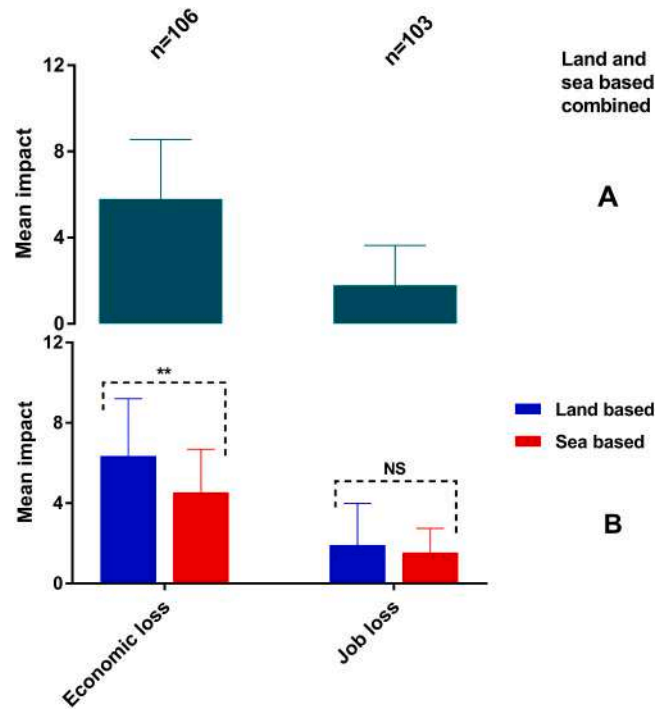 n=106
n=103
Land and
sea based
combined
12
8
4
0
Mean impact
A
12
8
4
0
Mean impact
**
NS
Land based
Sea based
B
Economic loss
Job loss